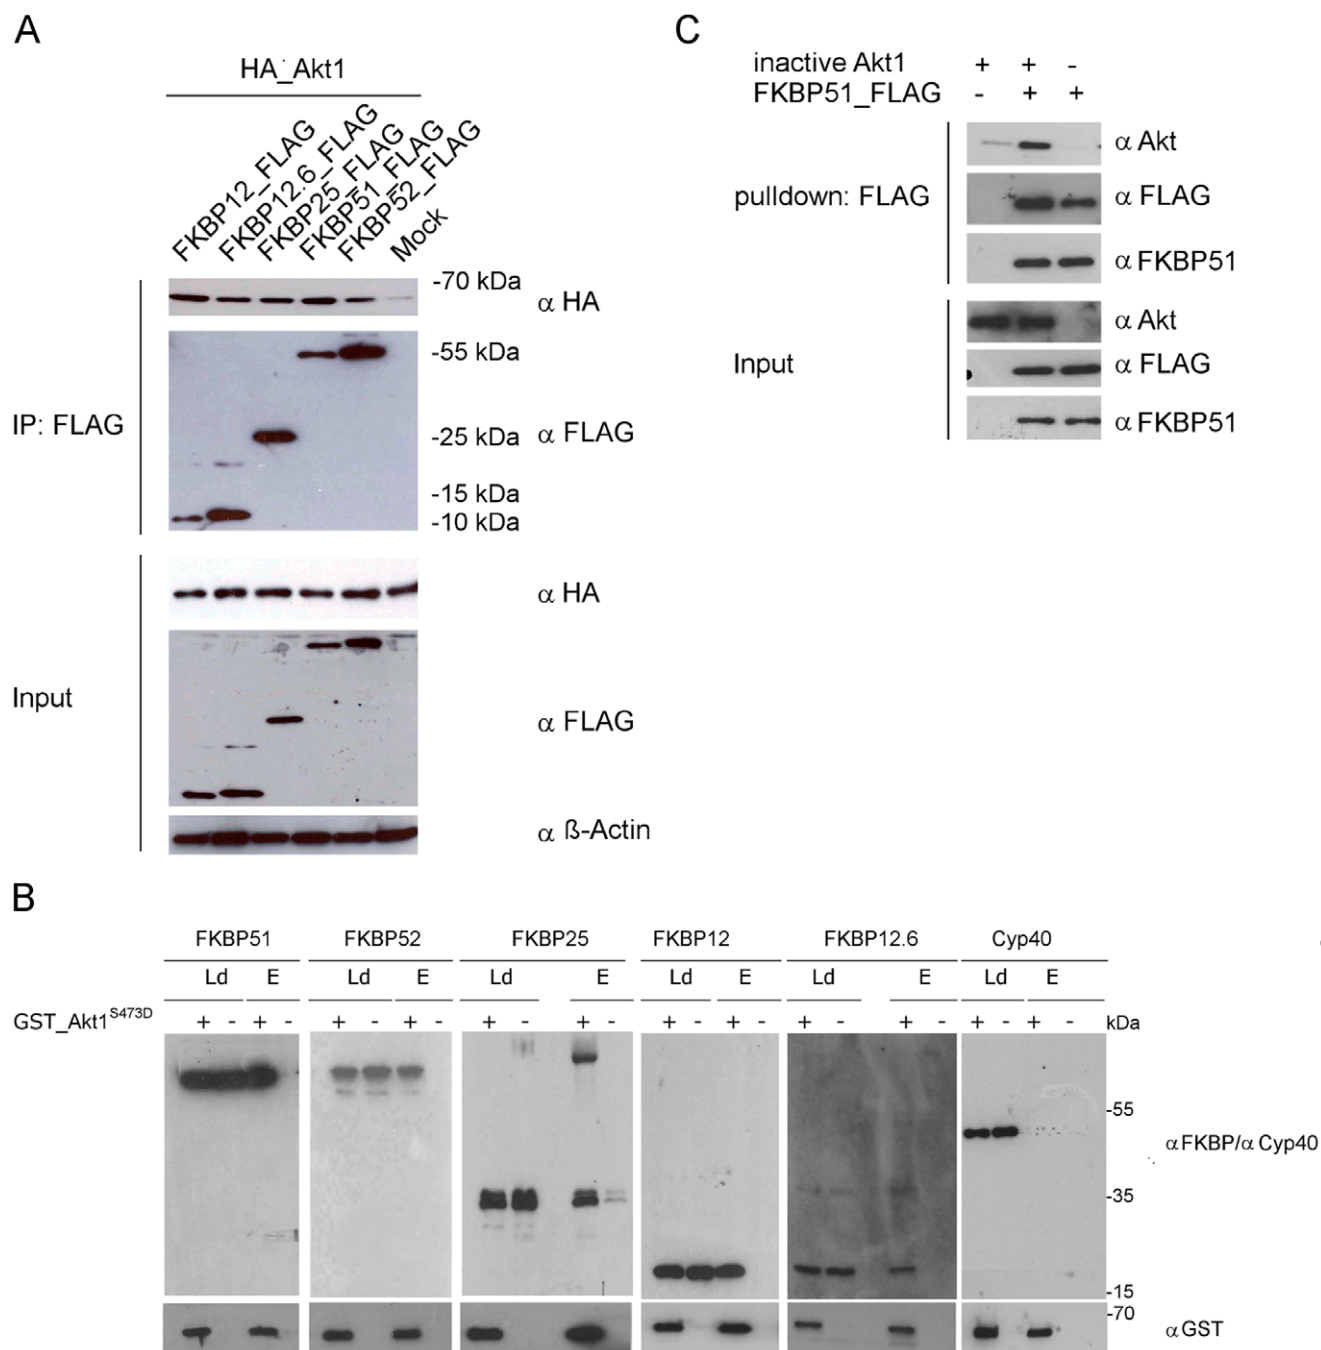 A
HA_Akt1
FKBP12_FLAG
FKBP12.6_FLAG
FKBP25_FLAG
FKBP51_FLAG
FKBP52_FLAG
Mock
-70 kDa
α HA
IP: FLAG
-55 kDa
-25 kDa
α FLAG
-15 kDa
-10 kDa
α HA
Input
α FLAG
α ß-Actin
C
inactive Akt1 + + -
FKBP51_FLAG - + +
α Akt
pulldown: FLAG
α FLAG
α FKBP51
α Akt
Input
α FLAG
α FKBP51
B
FKBP51 FKBP52 FKBP25 FKBP12 FKBP12.6 Cyp40
Ld E Ld E Ld E Ld E Ld E Ld E
GST_Akt1S473D + - + - + - + - + - + - + - + - + - + - + - + -
kDa
-55
αFKBP/α Cyp40
-35
-15
-70
αGST